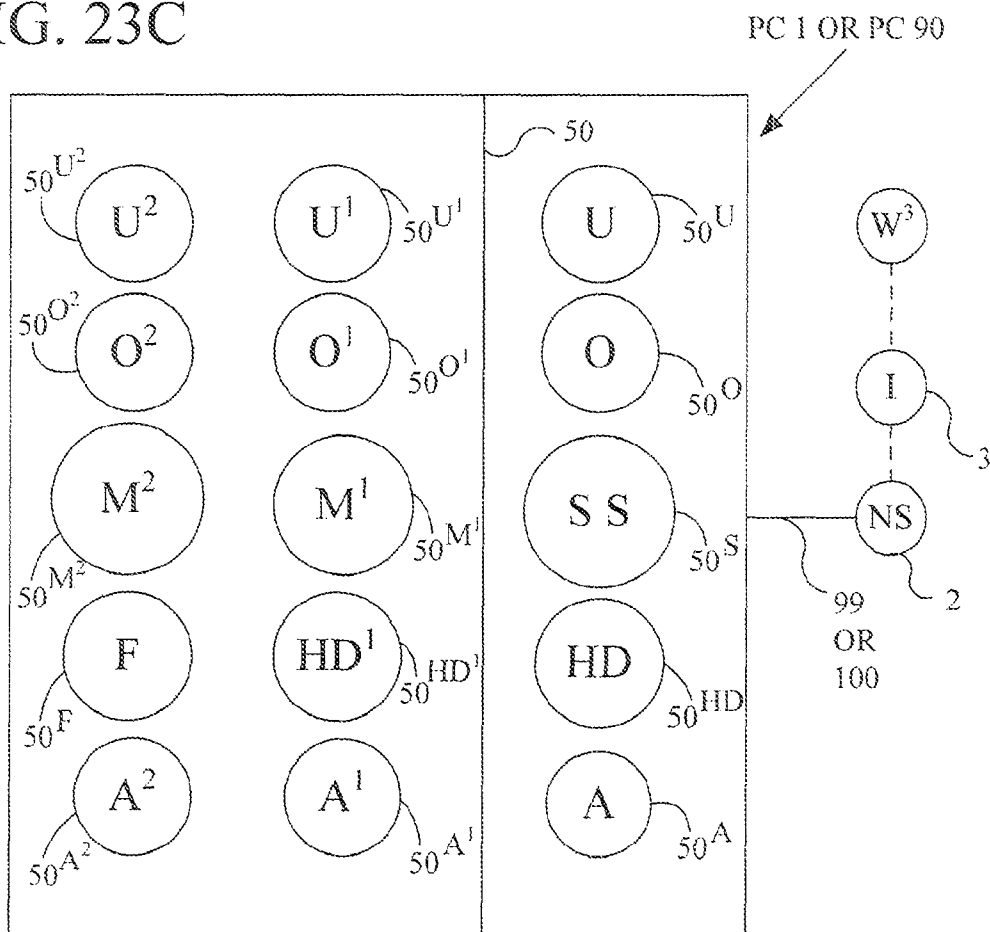 IG. 23C
PC 1 OR PC 90
50
50U²
U²
U¹
50U¹
U
50U
W³
50O²
O²
O¹
50O¹
O
50O
I
3
M²
50M²
M¹
50M¹
S S
50S
NS
2
99
OR
100
F
50F
HD¹
50HD¹
HD
50HD
A²
50A²
A¹
50A¹
A
50A